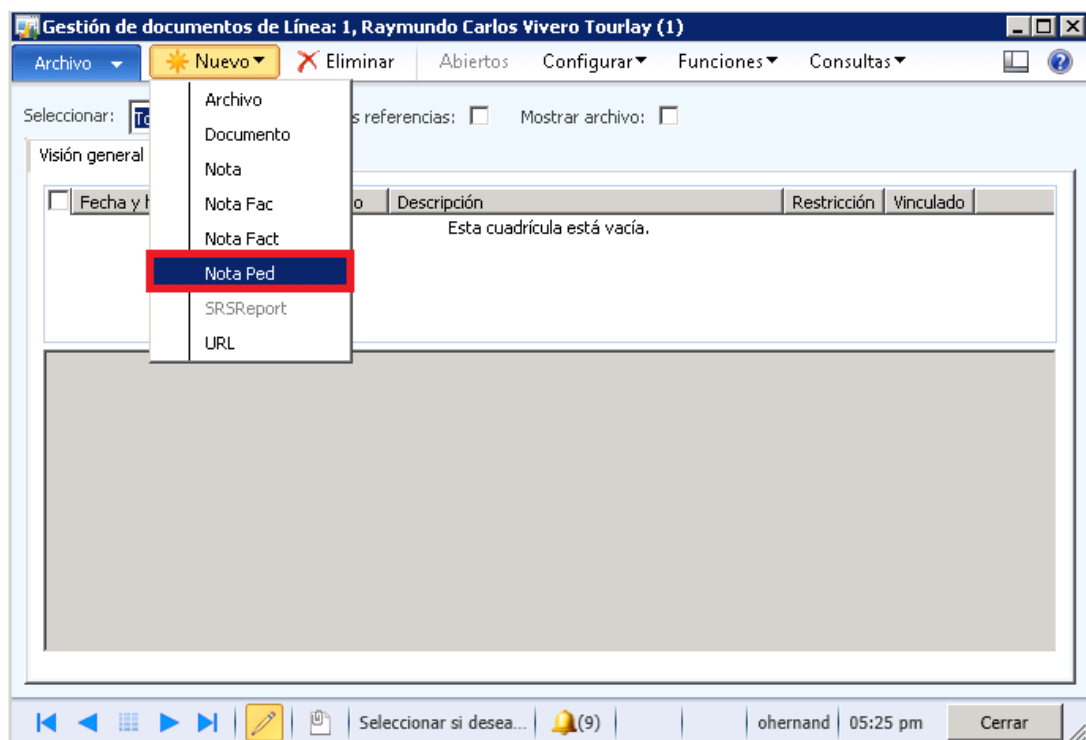 Gestión de documentos de Línea: 1, Raymundo Carlos Vivero Tourlay (1)
Archivo Nuevo Eliminar Abiertos Configurar Funciones Consultas
Seleccionar: referencias: Mostrar archivo:
Archivo
Documento
Nota
Nota Fac
Nota Fact
Nota Ped
SRSReport
URL
Visión general
Fecha y Descripción Restricción Vinculado
Esta cuadrícula está vacía.
Seleccionar si desea... (9) ohernand 05:25 pm Cerrar